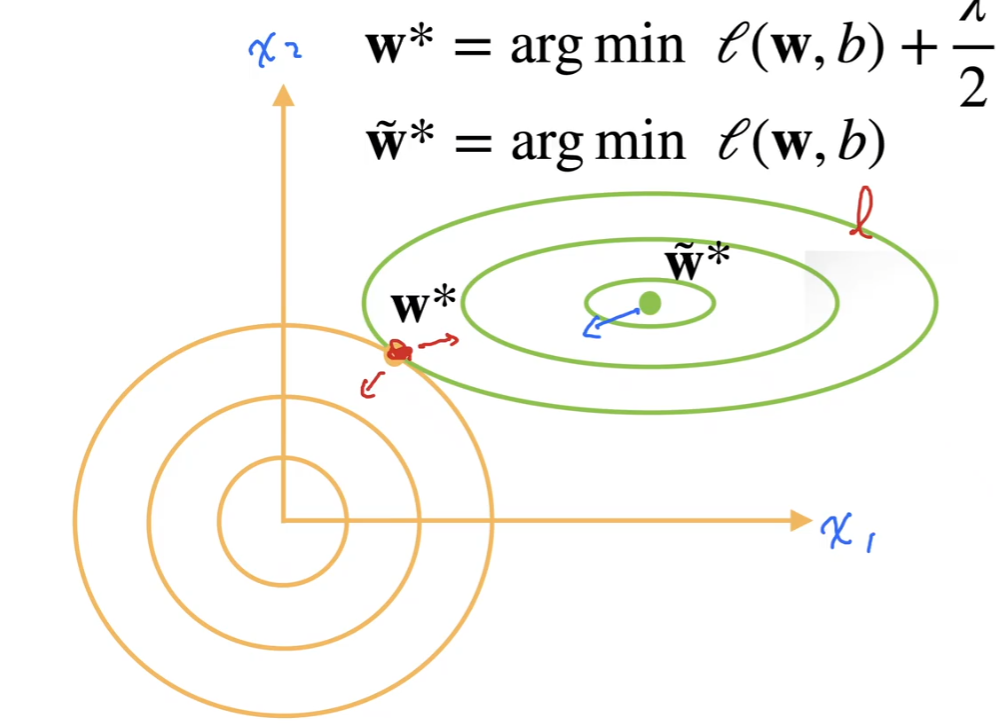 x₂
w* = arg min ℓ(w, b) + λ/2
w̃* = arg min ℓ(w, b)
ℓ
w̃*
w*
x₁